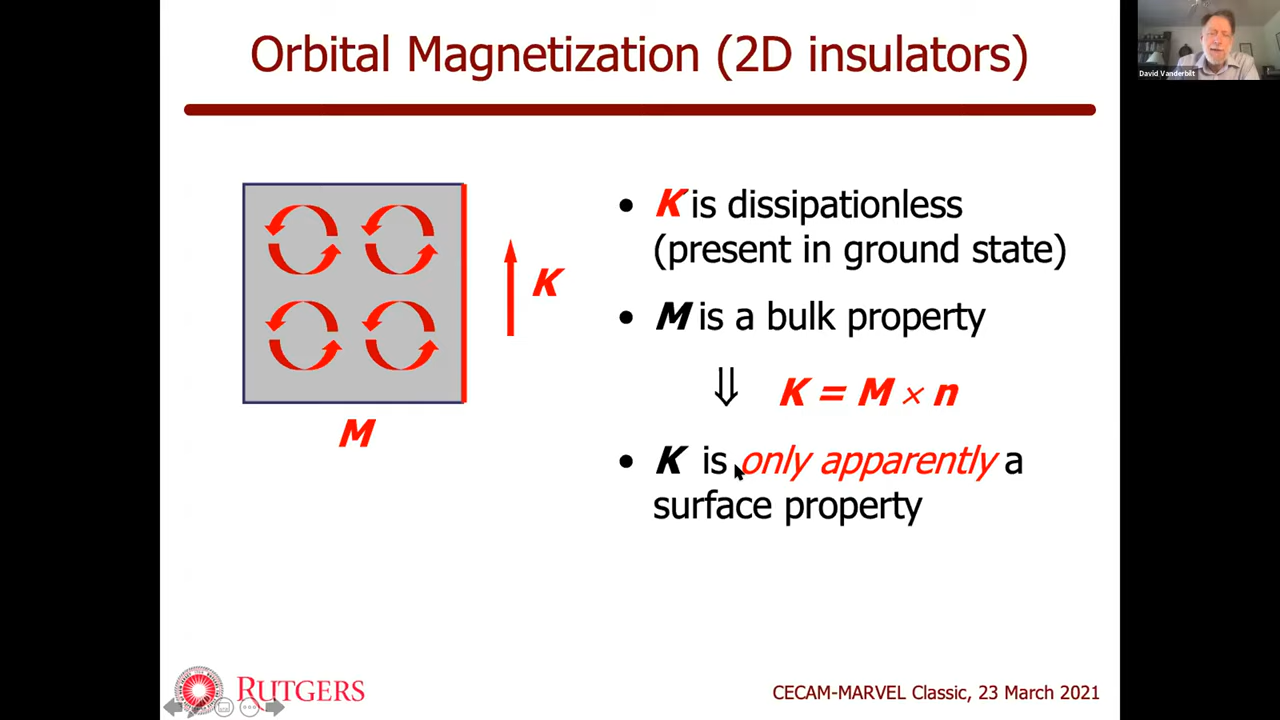 Orbital Magnetization (2D insulators)
David Vanderbilt
K
M
• K is dissipationless
(present in ground state)
• M is a bulk property
⇓ K = M × n
• K is only apparently a
surface property
RUTGERS
CECAM-MARVEL Classic, 23 March 2021